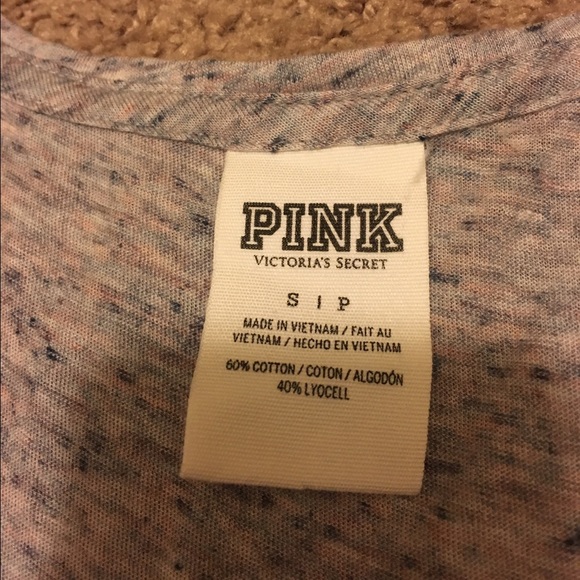 PINK
VICTORIA'S SECRET
S | P
MADE IN VIETNAM / FAIT AU
VIETNAM / HECHO EN VIETNAM
60% COTTON / COTON / ALGODÓN
40% LYOCELL